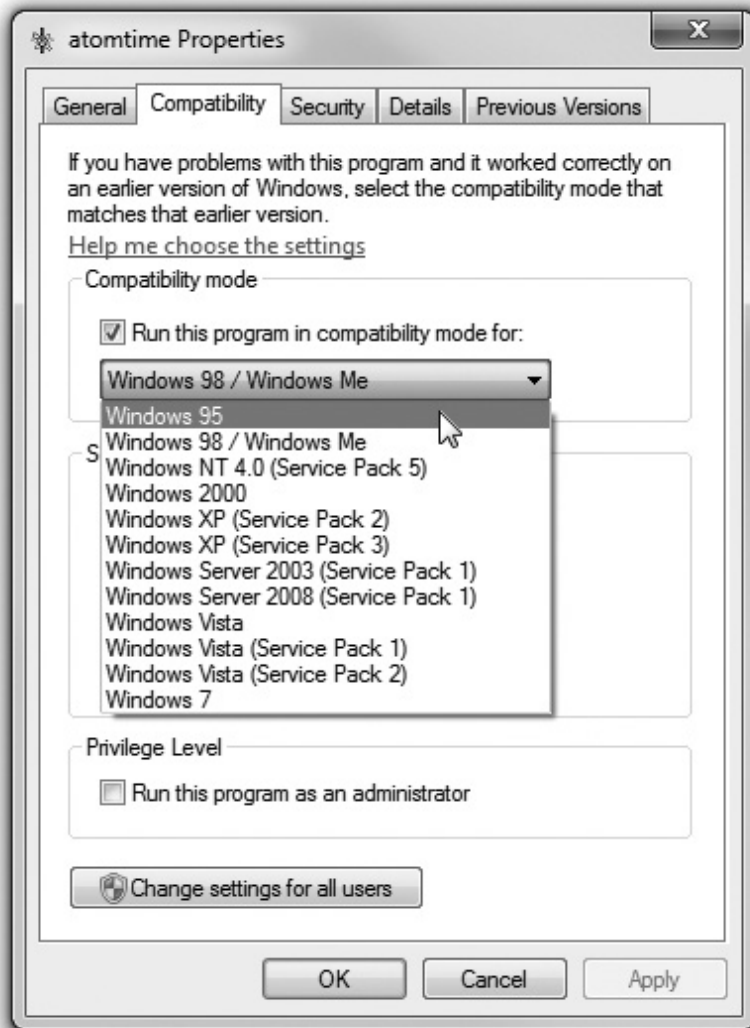 atomtime Properties
X
General Compatibility Security Details Previous Versions
If you have problems with this program and it worked correctly on
an earlier version of Windows, select the compatibility mode that
matches that earlier version.
Help me choose the settings
Compatibility mode
Run this program in compatibility mode for:
Windows 98 / Windows Me
Windows 95
Windows 98 / Windows Me
S
Windows NT 4.0 (Service Pack 5)
Windows 2000
Windows XP (Service Pack 2)
Windows XP (Service Pack 3)
Windows Server 2003 (Service Pack 1)
Windows Server 2008 (Service Pack 1)
Windows Vista
Windows Vista (Service Pack 1)
Windows Vista (Service Pack 2)
Windows 7
Privilege Level
Run this program as an administrator
Change settings for all users
OK Cancel Apply